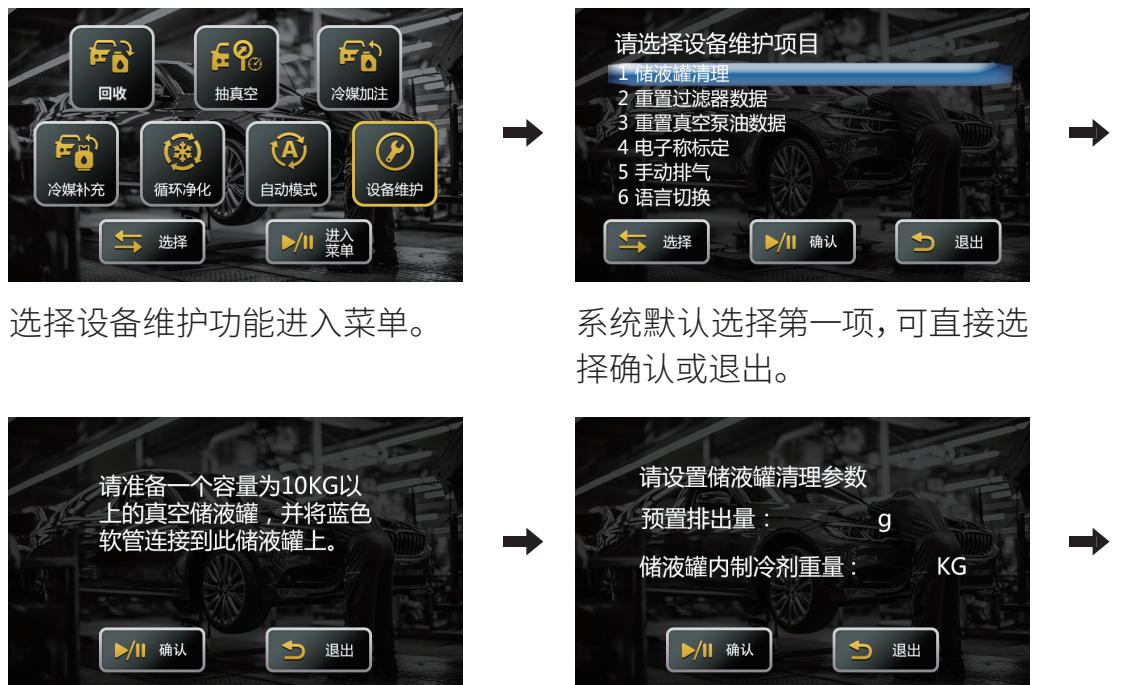 回收
抽真空
冷媒加注
冷媒补充
循环净化
A
自动模式
设备维护
选择
进入
菜单
选择设备维护功能进入菜单。
请选择设备维护项目
1 储液罐清理
2 重置过滤器数据
3 重置真空泵油数据
4 电子称标定
5 手动排气
6 语言切换
选择
确认
退出
系统默认选择第一项,可直接选
择确认或退出。
请准备一个容量为10KG以
上的真空储液罐,并将蓝色
软管连接到此储液罐上。
确认
退出
请设置储液罐清理参数
预置排出量: g
储液罐内制冷剂重量: KG
确认
退出